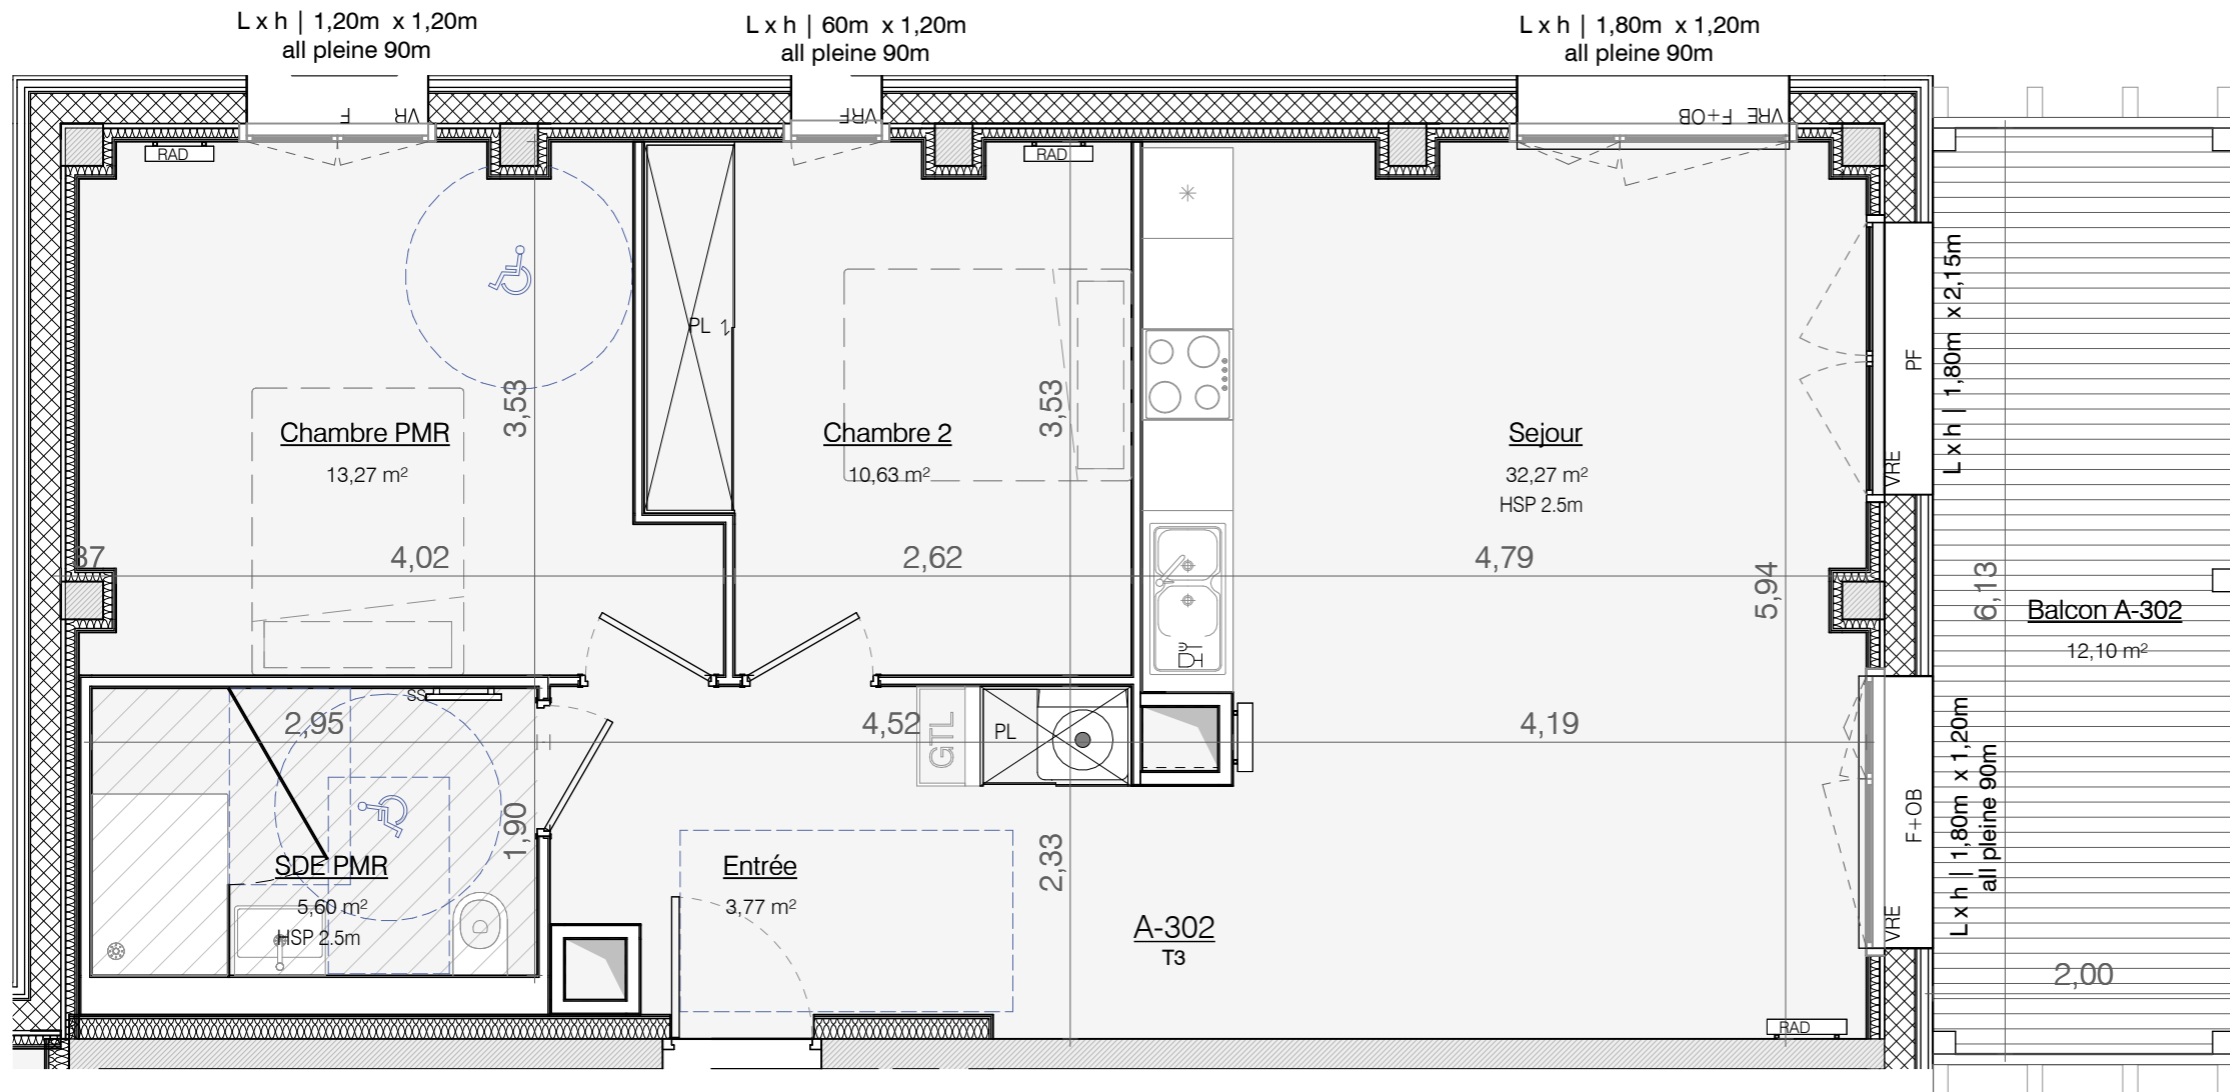 L x h | 1,20m x 1,20m
all pleine 90m
L x h | 60m x 1,20m
all pleine 90m
L x h | 1,80m x 1,20m
all pleine 90m
F
VR
VRF
VRE F+OB
RAD
RAD
PL 1
3,53
3,53
Chambre PMR
13,27 m²
Chambre 2
10,63 m²
Sejour
32,27 m²
HSP 2.5m
PF
VRE
L x h | 1,80m x 2,15m
37
4,02
2,62
4,79
5,94
6,13
Balcon A-302
12,10 m²
SS
2,95
4,52
GTL
PL
4,19
1,90
2,33
SDE PMR
5,60 m²
HSP 2.5m
Entrée
3,77 m²
A-302
T3
F+OB
VRE
L x h | 1,80m x 1,20m
all pleine 90m
2,00
RAD